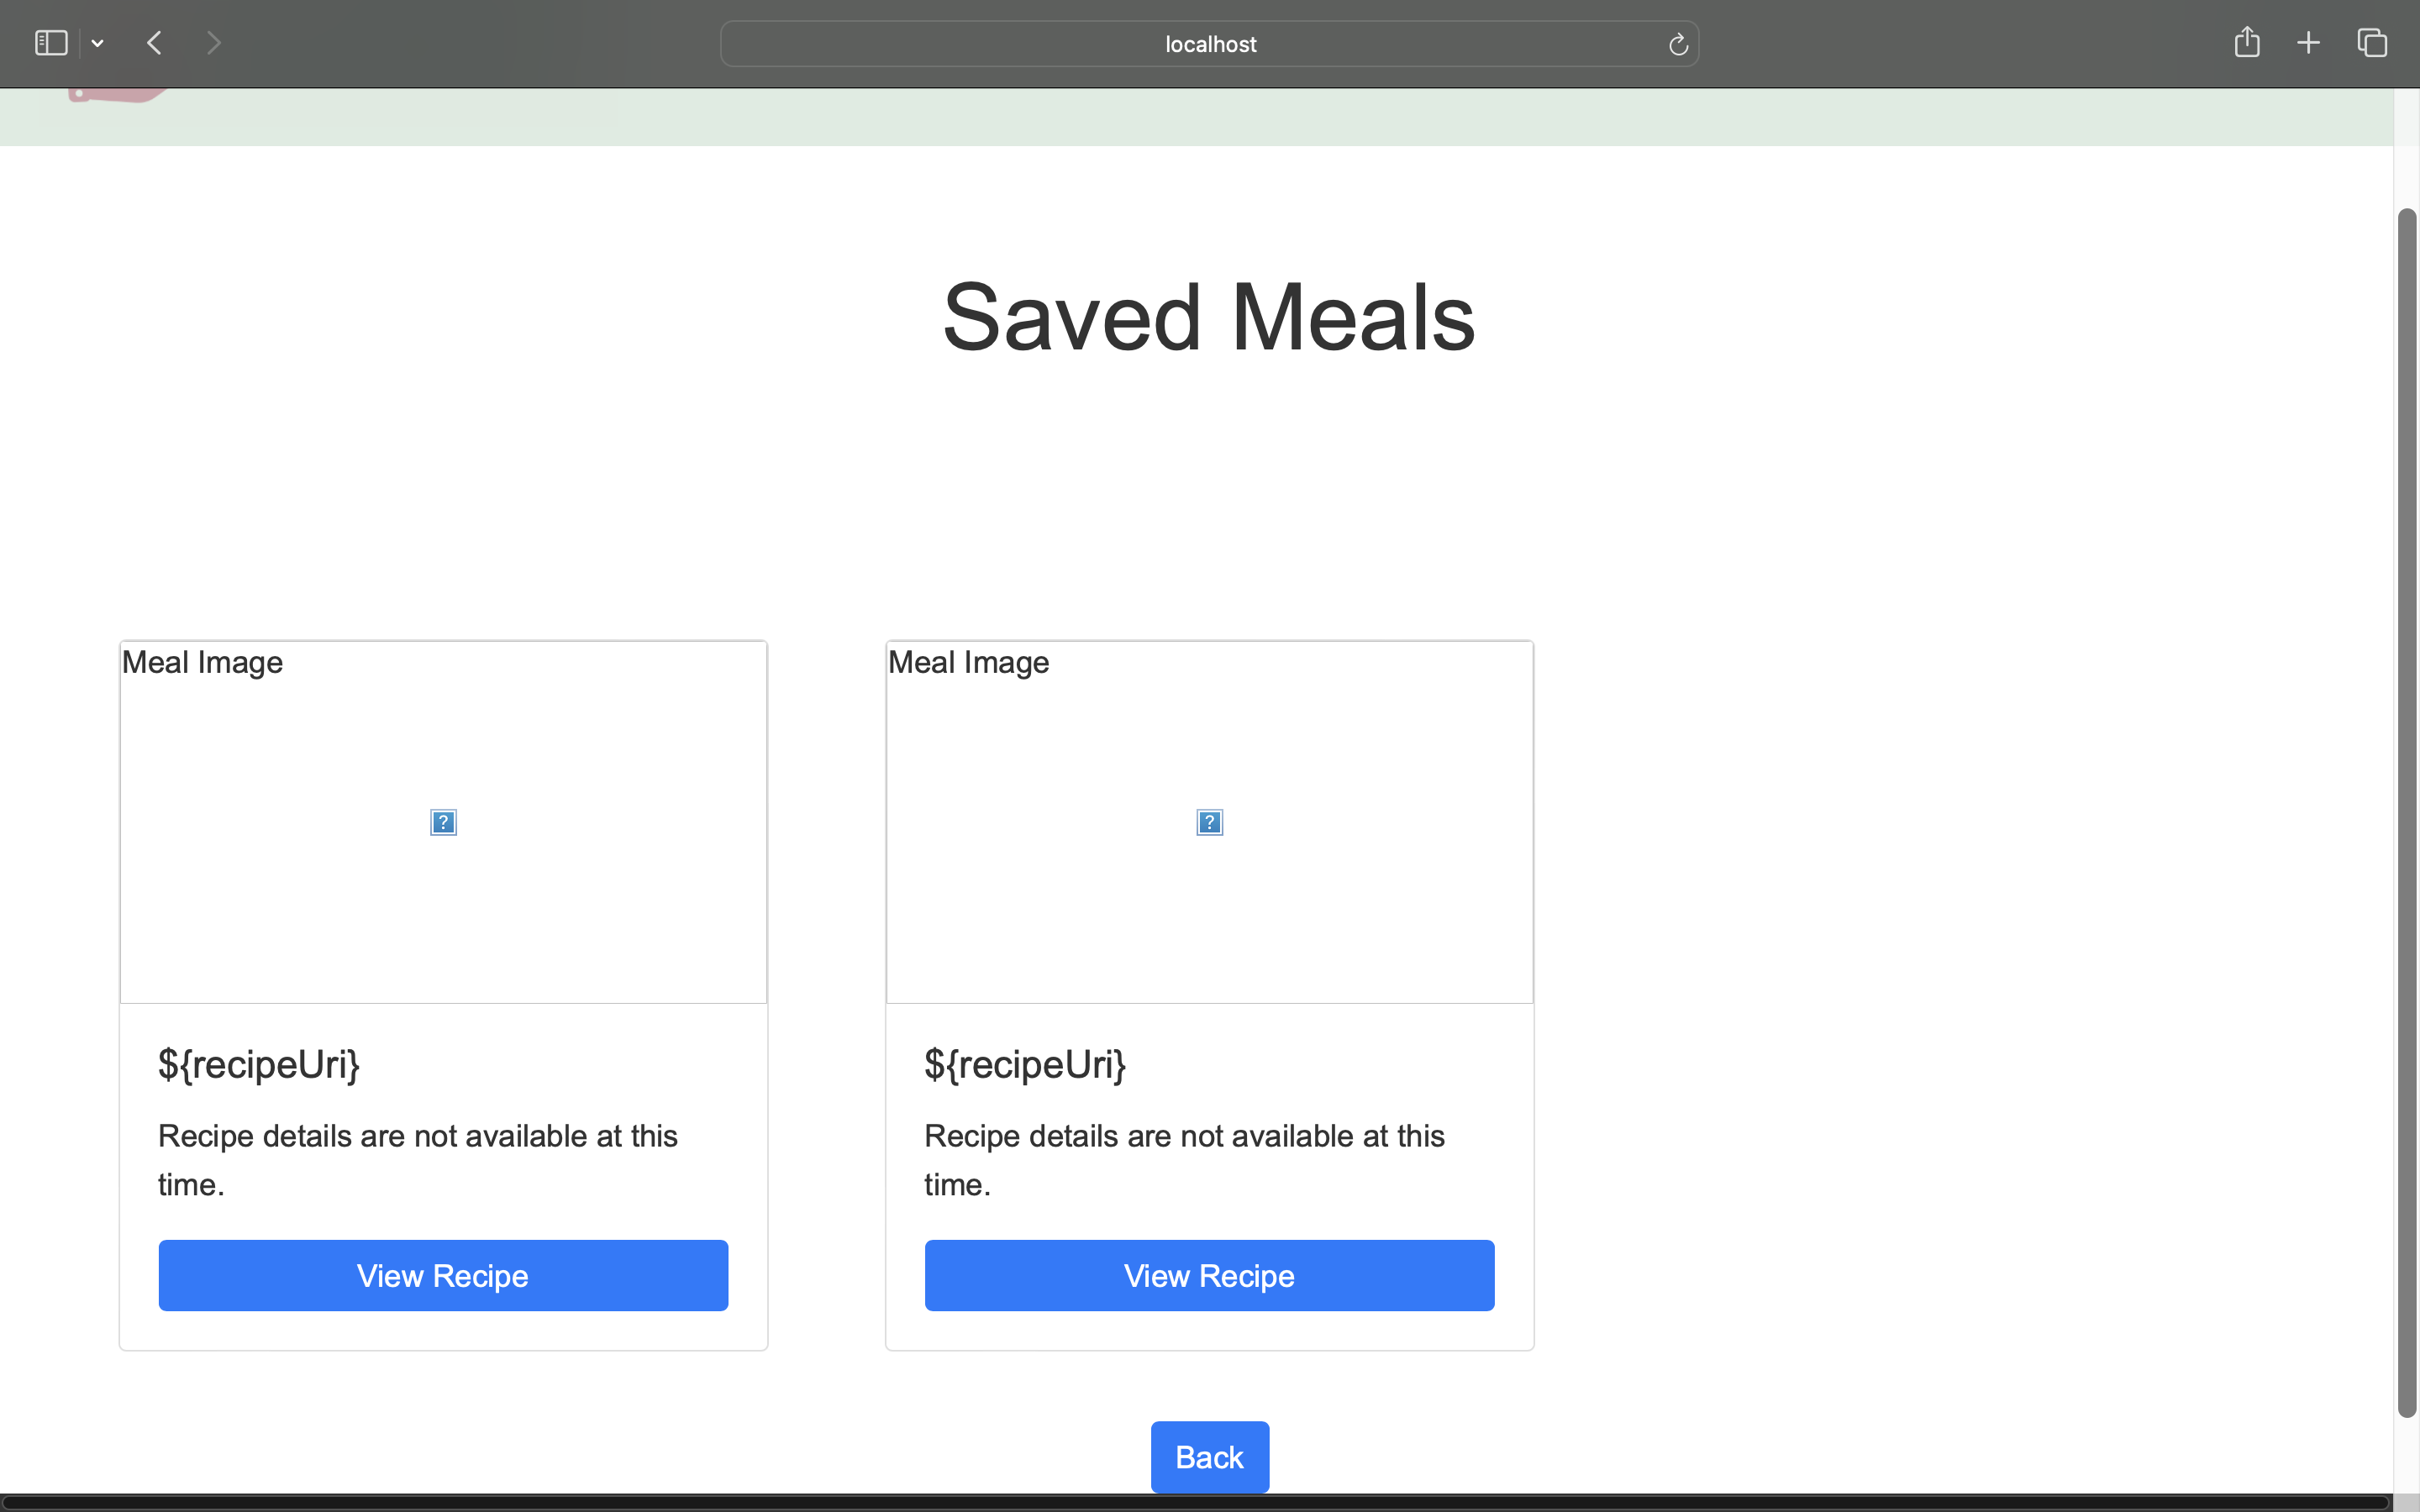 localhost
Saved Meals
Meal Image
Meal Image
?
?
${recipeUri}
${recipeUri}
Recipe details are not available at this
time.
Recipe details are not available at this
time.
View Recipe
View Recipe
Back